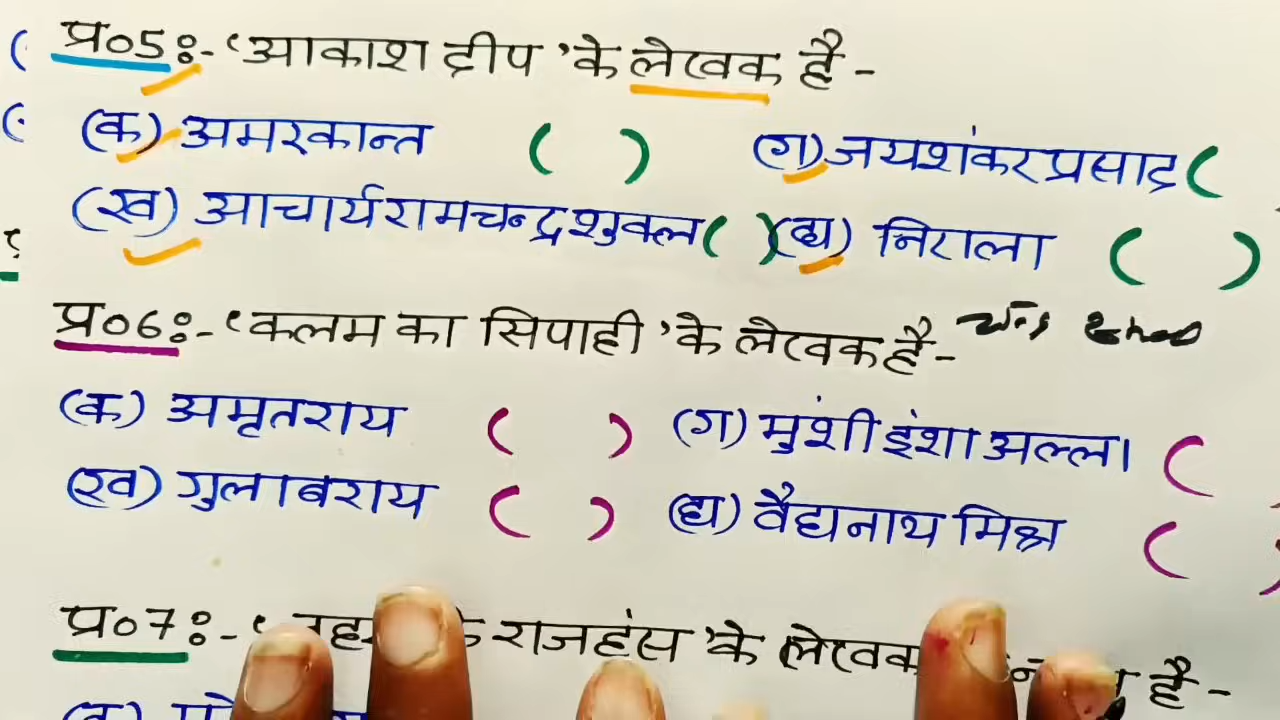 प्र०5ः- 'आकाश द्रीप 'के लेखक है -
(क) अमरकान्त ( ) (ग) जयशंकर प्रसाद (
(ख) आचार्य रामचन्द्र शुक्ल ( ) (घ) निराला ( )
प्र०6ः- 'कलम का सिपाही 'के लेखक है -
(क) अमृतराय ( ) (ग) मुंशी इंशा अल्ला (
(ख) गुलाबराय ( ) (घ) वैद्यनाथ मिश्र (
प्र०7ः- ' राजहंस 'के लेखक है -